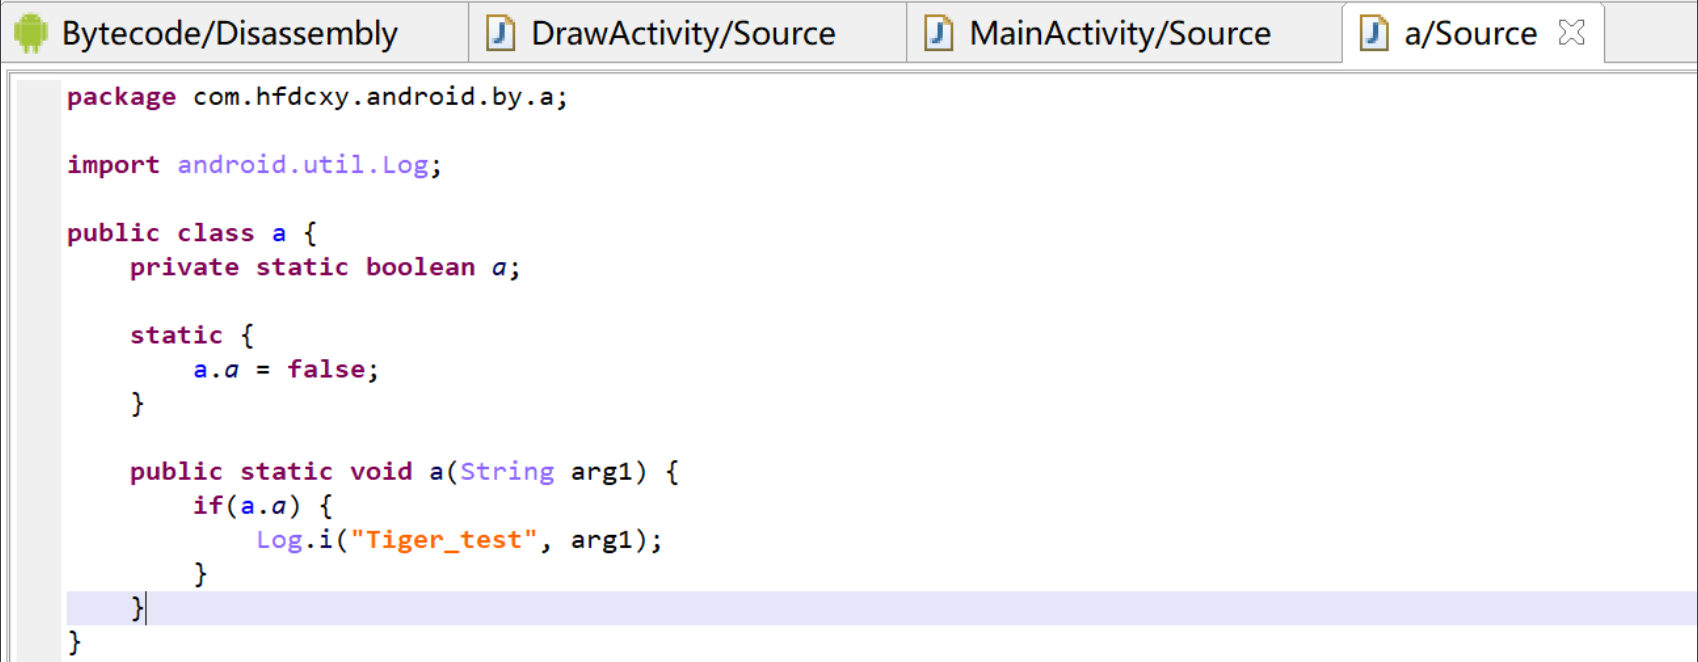 Bytecode/Disassembly DrawActivity/Source MainActivity/Source a/Source
package com.hfdcxy.android.by.a;
import android.util.Log;
public class a {
private static boolean a;
static {
a.a = false;
}
public static void a(String arg1) {
if(a.a) {
Log.i("Tiger_test", arg1);
}
}
}